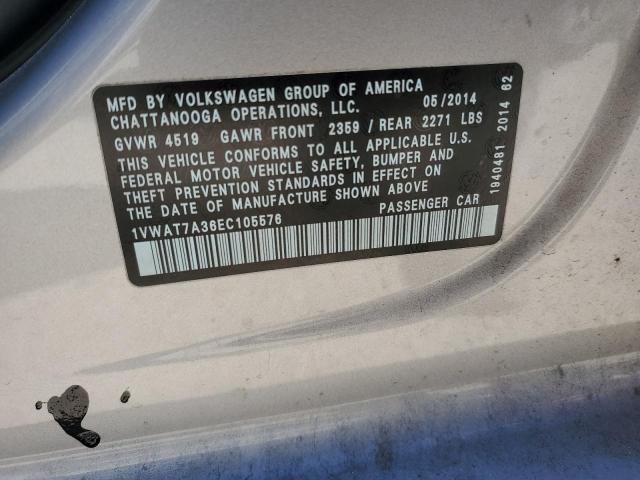 MFD BY VOLKSWAGEN GROUP OF AMERICA
CHATTANOOGA OPERATIONS, LLC. 05/2014
GVWR 4519 GAWR FRONT 2359 / REAR 2271 LBS
THIS VEHICLE CONFORMS TO ALL APPLICABLE U.S.
FEDERAL MOTOR VEHICLE SAFETY, BUMPER AND
THEFT PREVENTION STANDARDS IN EFFECT ON
THE DATE OF MANUFACTURE SHOWN ABOVE
1VWAT7A36EC105576 PASSENGER CAR
1940481 2014 62